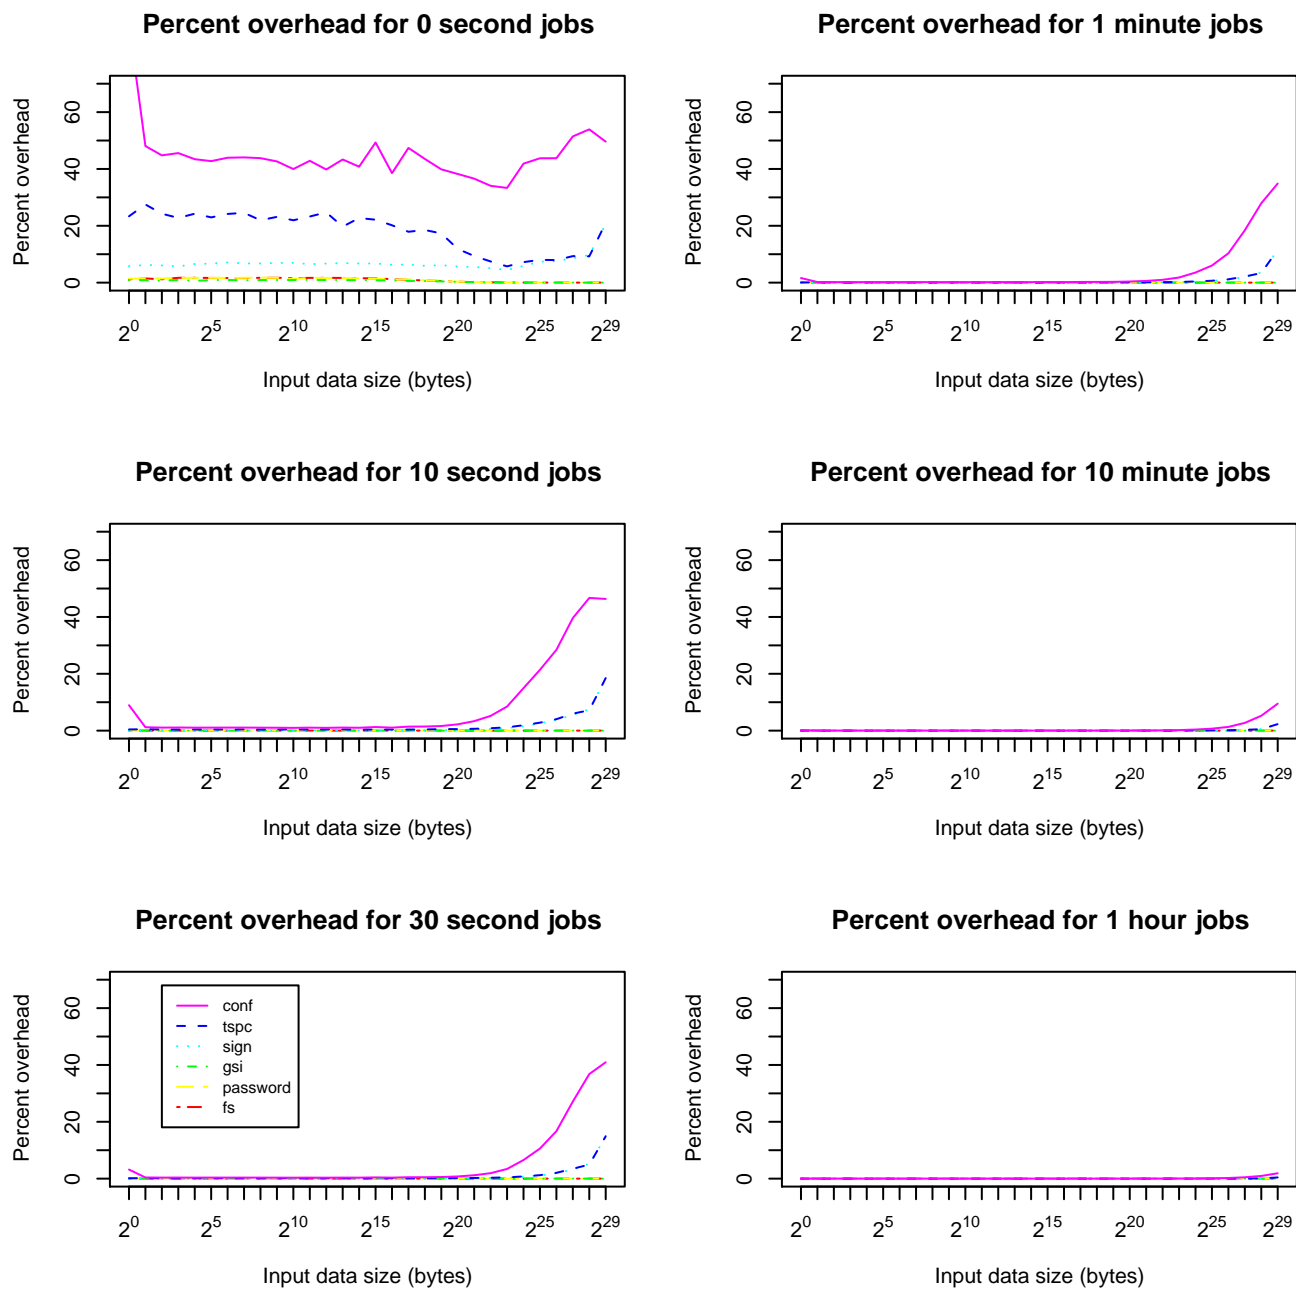 Percent overhead for 0 second jobs
Percent overhead
60
40
20
0
2^0 2^5 2^10 2^15 2^20 2^25 2^29
Input data size (bytes)
Percent overhead for 1 minute jobs
Percent overhead
60
40
20
0
2^0 2^5 2^10 2^15 2^20 2^25 2^29
Input data size (bytes)
Percent overhead for 10 second jobs
Percent overhead
60
40
20
0
2^0 2^5 2^10 2^15 2^20 2^25 2^29
Input data size (bytes)
Percent overhead for 10 minute jobs
Percent overhead
60
40
20
0
2^0 2^5 2^10 2^15 2^20 2^25 2^29
Input data size (bytes)
Percent overhead for 30 second jobs
Percent overhead
60
40
20
0
conf
tspc
sign
gsi
password
fs
2^0 2^5 2^10 2^15 2^20 2^25 2^29
Input data size (bytes)
Percent overhead for 1 hour jobs
Percent overhead
60
40
20
0
2^0 2^5 2^10 2^15 2^20 2^25 2^29
Input data size (bytes)